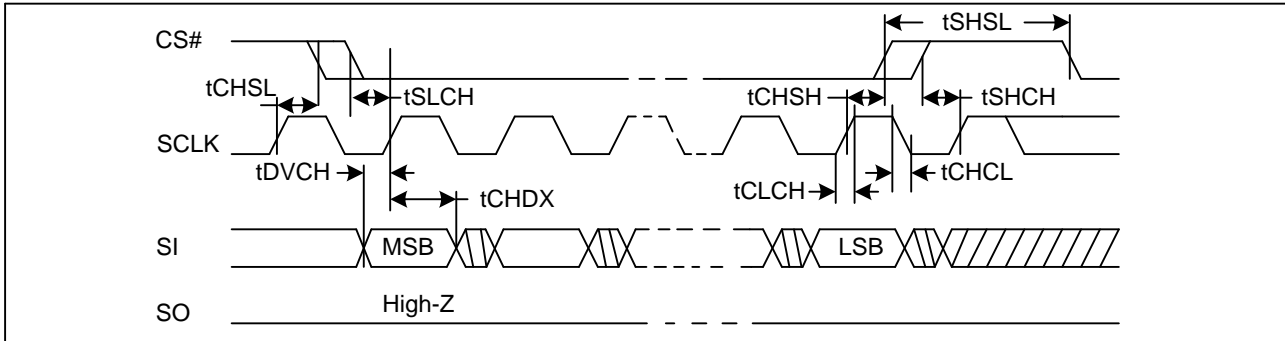 tSHSL
CS#
tCHSL
tSLCH
tCHSH
tSHCH
SCLK
tDVCH
tCHDX
tCLCH
tCHCL
SI
MSB
LSB
SO
High-Z